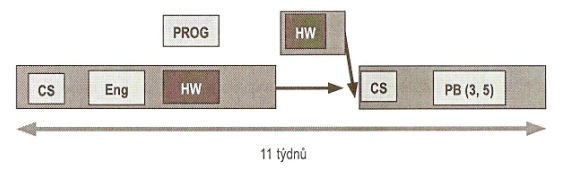 PROG
HW
CS
Eng
HW
CS
PB (3, 5)
11 týdnů